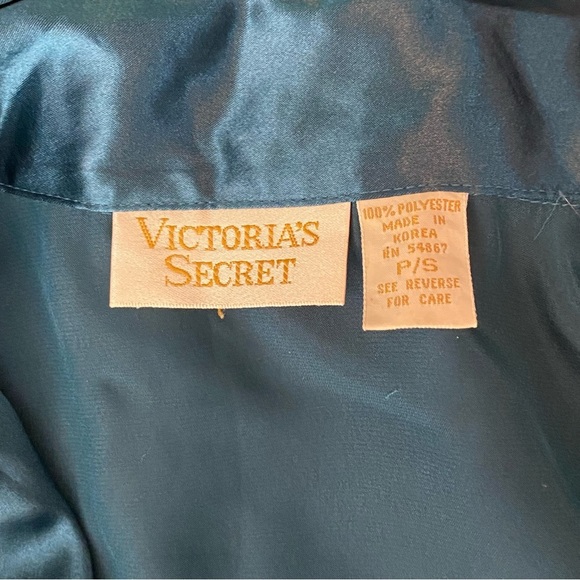 VICTORIA'S
SECRET
100% POLYESTER
MADE IN
KOREA
RN 54867
P/S
SEE REVERSE
FOR CARE